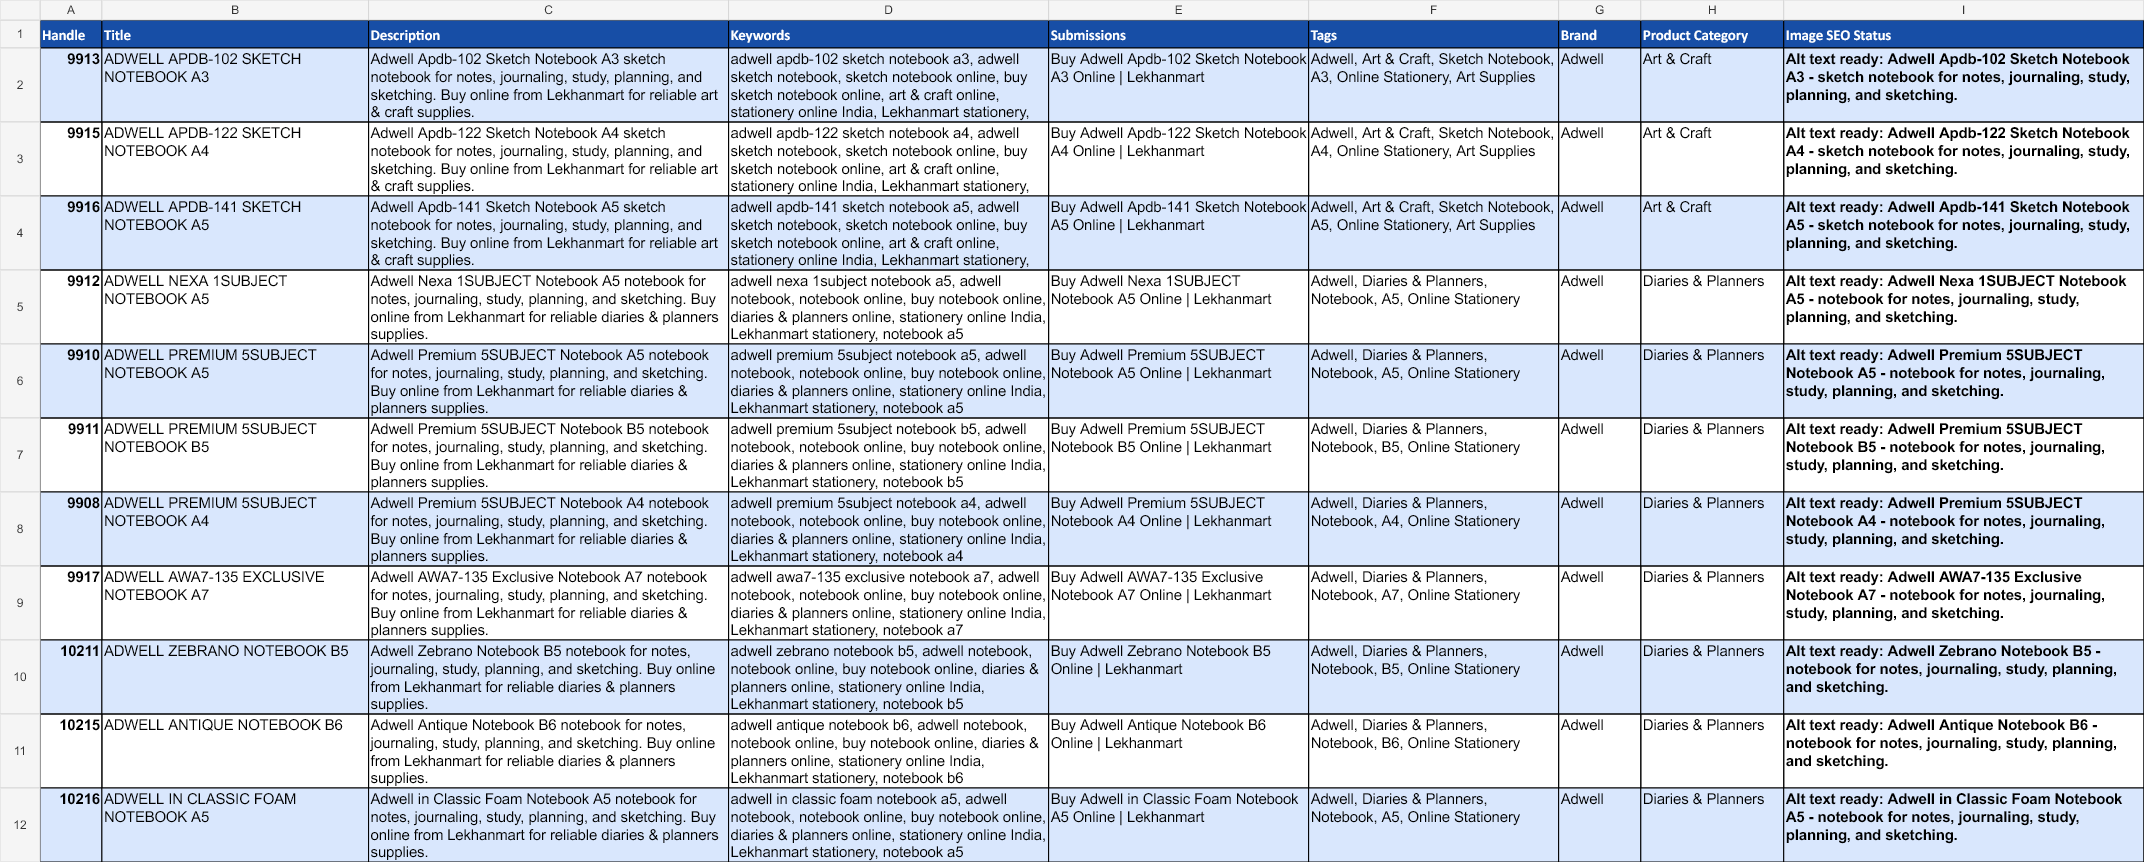 A B C D E F G H I
1 Handle Title Description Keywords Submissions Tags Brand Product Category Image SEO Status
2
9913
ADWELL APDB-102 SKETCH
NOTEBOOK A3
Adwell Apdb-102 Sketch Notebook A3 sketch
notebook for notes, journaling, study, planning, and
sketching. Buy online from Lekhanmart for reliable art
& craft supplies.
adwell apdb-102 sketch notebook a3, adwell
sketch notebook, sketch notebook online, buy
sketch notebook online, art & craft online,
stationery online India, Lekhanmart stationery,
Buy Adwell Apdb-102 Sketch Notebook
A3 Online | Lekhanmart
Adwell, Art & Craft, Sketch Notebook,
A3, Online Stationery, Art Supplies
Adwell
Art & Craft
Alt text ready: Adwell Apdb-102 Sketch Notebook
A3 - sketch notebook for notes, journaling, study,
planning, and sketching.
3
9915
ADWELL APDB-122 SKETCH
NOTEBOOK A4
Adwell Apdb-122 Sketch Notebook A4 sketch
notebook for notes, journaling, study, planning, and
sketching. Buy online from Lekhanmart for reliable art
& craft supplies.
adwell apdb-122 sketch notebook a4, adwell
sketch notebook, sketch notebook online, buy
sketch notebook online, art & craft online,
stationery online India, Lekhanmart stationery,
Buy Adwell Apdb-122 Sketch Notebook
A4 Online | Lekhanmart
Adwell, Art & Craft, Sketch Notebook,
A4, Online Stationery, Art Supplies
Adwell
Art & Craft
Alt text ready: Adwell Apdb-122 Sketch Notebook
A4 - sketch notebook for notes, journaling, study,
planning, and sketching.
4
9916
ADWELL APDB-141 SKETCH
NOTEBOOK A5
Adwell Apdb-141 Sketch Notebook A5 sketch
notebook for notes, journaling, study, planning, and
sketching. Buy online from Lekhanmart for reliable art
& craft supplies.
adwell apdb-141 sketch notebook a5, adwell
sketch notebook, sketch notebook online, buy
sketch notebook online, art & craft online,
stationery online India, Lekhanmart stationery,
Buy Adwell Apdb-141 Sketch Notebook
A5 Online | Lekhanmart
Adwell, Art & Craft, Sketch Notebook,
A5, Online Stationery, Art Supplies
Adwell
Art & Craft
Alt text ready: Adwell Apdb-141 Sketch Notebook
A5 - sketch notebook for notes, journaling, study,
planning, and sketching.
5
9912
ADWELL NEXA 1SUBJECT
NOTEBOOK A5
Adwell Nexa 1SUBJECT Notebook A5 notebook for
notes, journaling, study, planning, and sketching. Buy
online from Lekhanmart for reliable diaries & planners
supplies.
adwell nexa 1subject notebook a5, adwell
notebook, notebook online, buy notebook online,
diaries & planners online, stationery online India,
Lekhanmart stationery, notebook a5
Buy Adwell Nexa 1SUBJECT
Notebook A5 Online | Lekhanmart
Adwell, Diaries & Planners,
Notebook, A5, Online Stationery
Adwell
Diaries & Planners
Alt text ready: Adwell Nexa 1SUBJECT Notebook
A5 - notebook for notes, journaling, study,
planning, and sketching.
6
9910
ADWELL PREMIUM 5SUBJECT
NOTEBOOK A5
Adwell Premium 5SUBJECT Notebook A5 notebook
for notes, journaling, study, planning, and sketching.
Buy online from Lekhanmart for reliable diaries &
planners supplies.
adwell premium 5subject notebook a5, adwell
notebook, notebook online, buy notebook online,
diaries & planners online, stationery online India,
Lekhanmart stationery, notebook a5
Buy Adwell Premium 5SUBJECT
Notebook A5 Online | Lekhanmart
Adwell, Diaries & Planners,
Notebook, A5, Online Stationery
Adwell
Diaries & Planners
Alt text ready: Adwell Premium 5SUBJECT
Notebook A5 - notebook for notes, journaling,
study, planning, and sketching.
7
9911
ADWELL PREMIUM 5SUBJECT
NOTEBOOK B5
Adwell Premium 5SUBJECT Notebook B5 notebook
for notes, journaling, study, planning, and sketching.
Buy online from Lekhanmart for reliable diaries &
planners supplies.
adwell premium 5subject notebook b5, adwell
notebook, notebook online, buy notebook online,
diaries & planners online, stationery online India,
Lekhanmart stationery, notebook b5
Buy Adwell Premium 5SUBJECT
Notebook B5 Online | Lekhanmart
Adwell, Diaries & Planners,
Notebook, B5, Online Stationery
Adwell
Diaries & Planners
Alt text ready: Adwell Premium 5SUBJECT
Notebook B5 - notebook for notes, journaling,
study, planning, and sketching.
8
9908
ADWELL PREMIUM 5SUBJECT
NOTEBOOK A4
Adwell Premium 5SUBJECT Notebook A4 notebook
for notes, journaling, study, planning, and sketching.
Buy online from Lekhanmart for reliable diaries &
planners supplies.
adwell premium 5subject notebook a4, adwell
notebook, notebook online, buy notebook online,
diaries & planners online, stationery online India,
Lekhanmart stationery, notebook a4
Buy Adwell Premium 5SUBJECT
Notebook A4 Online | Lekhanmart
Adwell, Diaries & Planners,
Notebook, A4, Online Stationery
Adwell
Diaries & Planners
Alt text ready: Adwell Premium 5SUBJECT
Notebook A4 - notebook for notes, journaling,
study, planning, and sketching.
9
9917
ADWELL AWA7-135 EXCLUSIVE
NOTEBOOK A7
Adwell AWA7-135 Exclusive Notebook A7 notebook
for notes, journaling, study, planning, and sketching.
Buy online from Lekhanmart for reliable diaries &
planners supplies.
adwell awa7-135 exclusive notebook a7, adwell
notebook, notebook online, buy notebook online,
diaries & planners online, stationery online India,
Lekhanmart stationery, notebook a7
Buy Adwell AWA7-135 Exclusive
Notebook A7 Online | Lekhanmart
Adwell, Diaries & Planners,
Notebook, A7, Online Stationery
Adwell
Diaries & Planners
Alt text ready: Adwell AWA7-135 Exclusive
Notebook A7 - notebook for notes, journaling,
study, planning, and sketching.
10
10211
ADWELL ZEBRANO NOTEBOOK B5
Adwell Zebrano Notebook B5 notebook for notes,
journaling, study, planning, and sketching. Buy online
from Lekhanmart for reliable diaries & planners
supplies.
adwell zebrano notebook b5, adwell notebook,
notebook online, buy notebook online, diaries &
planners online, stationery online India,
Lekhanmart stationery, notebook b5
Buy Adwell Zebrano Notebook B5
Online | Lekhanmart
Adwell, Diaries & Planners,
Notebook, B5, Online Stationery
Adwell
Diaries & Planners
Alt text ready: Adwell Zebrano Notebook B5 -
notebook for notes, journaling, study, planning,
and sketching.
11
10215
ADWELL ANTIQUE NOTEBOOK B6
Adwell Antique Notebook B6 notebook for notes,
journaling, study, planning, and sketching. Buy online
from Lekhanmart for reliable diaries & planners
supplies.
adwell antique notebook b6, adwell notebook,
notebook online, buy notebook online, diaries &
planners online, stationery online India,
Lekhanmart stationery, notebook b6
Buy Adwell Antique Notebook B6
Online | Lekhanmart
Adwell, Diaries & Planners,
Notebook, B6, Online Stationery
Adwell
Diaries & Planners
Alt text ready: Adwell Antique Notebook B6 -
notebook for notes, journaling, study, planning,
and sketching.
12
10216
ADWELL IN CLASSIC FOAM
NOTEBOOK A5
Adwell in Classic Foam Notebook A5 notebook for
notes, journaling, study, planning, and sketching. Buy
online from Lekhanmart for reliable diaries & planners
supplies.
adwell in classic foam notebook a5, adwell
notebook, notebook online, buy notebook online,
diaries & planners online, stationery online India,
Lekhanmart stationery, notebook a5
Buy Adwell in Classic Foam Notebook
A5 Online | Lekhanmart
Adwell, Diaries & Planners,
Notebook, A5, Online Stationery
Adwell
Diaries & Planners
Alt text ready: Adwell in Classic Foam Notebook
A5 - notebook for notes, journaling, study,
planning, and sketching.